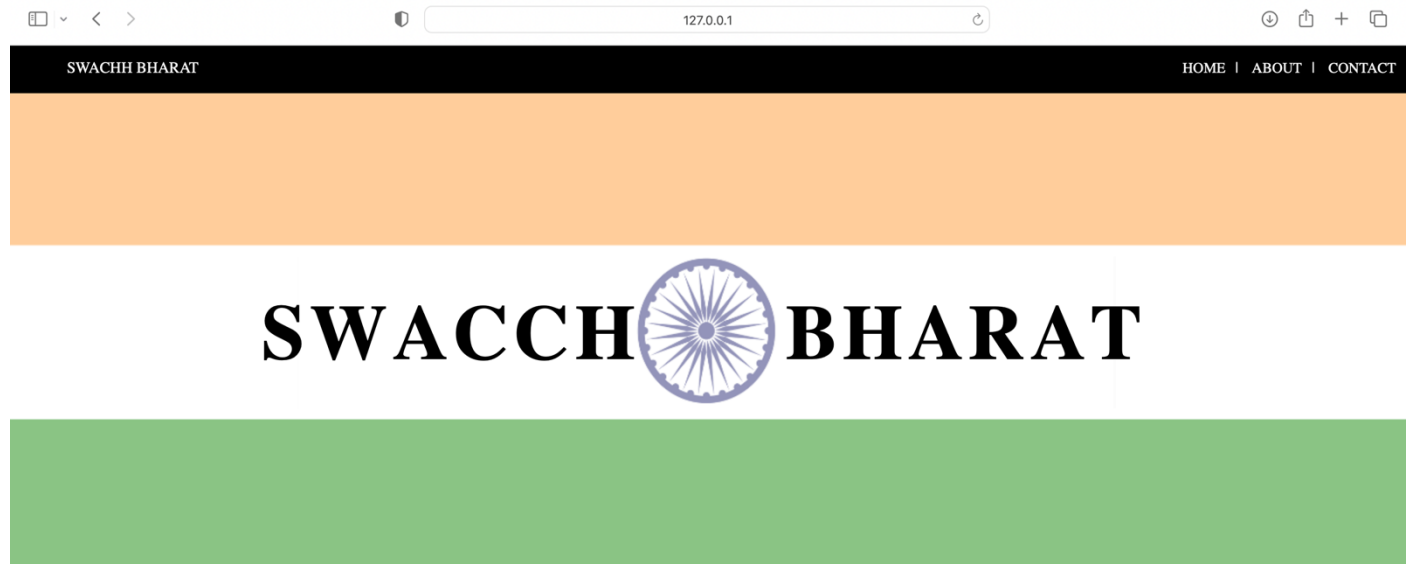 127.0.0.1
SWACHH BHARAT HOME | ABOUT | CONTACT
SWACCH BHARAT